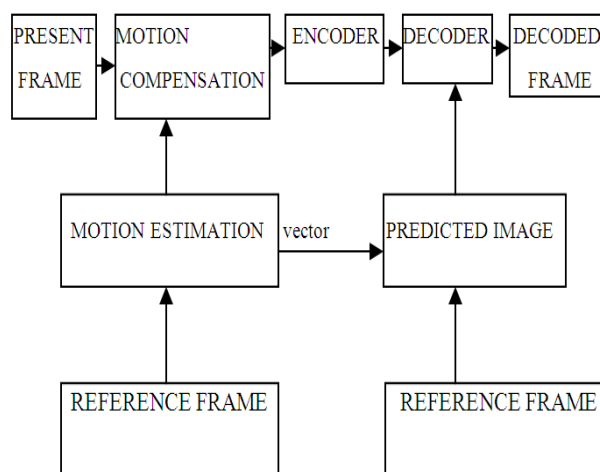 PRESENT
FRAME
MOTION
COMPENSATION
ENCODER
DECODER
DECODED
FRAME
MOTION ESTIMATION
vector
PREDICTED IMAGE
REFERENCE FRAME
REFERENCE FRAME